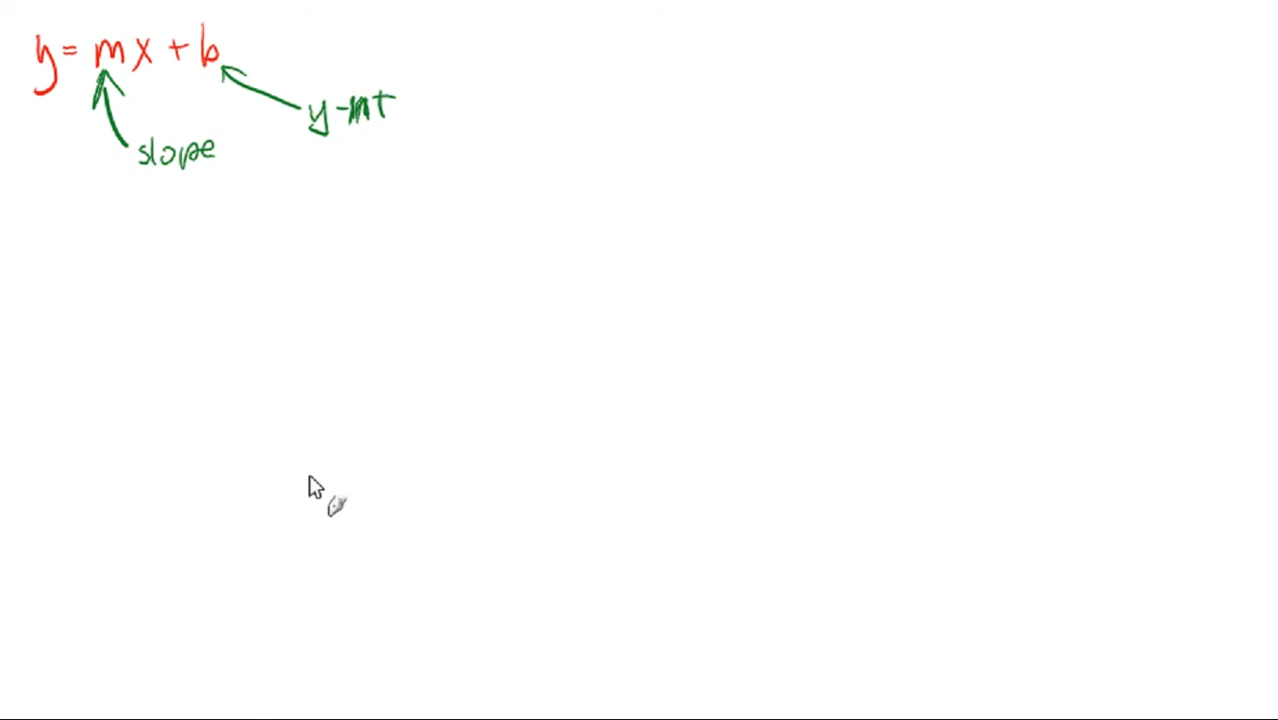 y = mx + b
y-int
slope